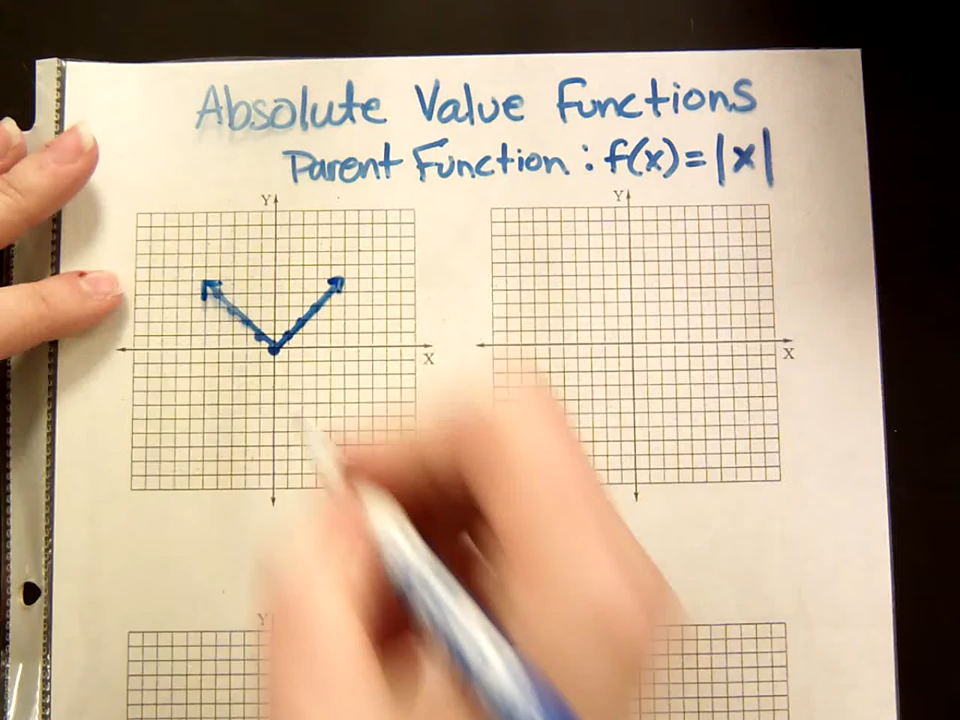 Absolute Value Functions
Parent Function : f(x) = |x|
Y
Y
X
X
Y